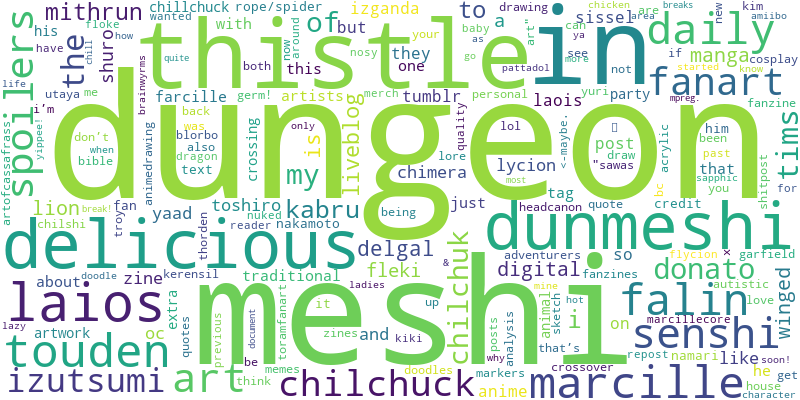 mithrun
chillchuck
rope/spider
wanted
floke
izganda
to
drawing
art"
sissel
chicken
area
breaks
are
new
kim
amiibo
thistle
in
daily
spoilers
the
shuro
his
have
how
chill
quite
with
of
but
around
now
nosy
your
they
baby
a
as
go
can
ya
see
more
manga
if
know
cosplay
both
this
one
pattadol
not
started
fanart
life
utaya
me
brainwyrms
farcille
germ!
artists
merch
tumblr
personal
yuri
party
fanzine
i'm
mpreg.
dungeon
artofcassafrass*
yippee!
don't
bible
when
animedrawing
blorbo
also
text
back
was
dragon
crossing
is
liveblog
my
only
quality
lol
laois
post
draw
him
been
past
that
sapphic
you
tims
for
chimera
lore
lycion
<-maybe.
"sawas
acrylic
shitpost
lion
break!
chilshi
troy
fan
yaad
toshiro
nuked
reader
nakamoto
kabru
being
just
headcanon
tag
quote
credit
bc
dunmeshi
delicious
thorden
delgal
chilchuk
&
adventurers
so
flycion
×
garfield
autistic
laios
about
doodle
zine
kerensil
traditional
document
extra
toramfanart
ladies
fleki
digital
fanzines
donato
winged
love
lazy
artwork
touden
oc
quotes
previous
it
zines
and
kiki
up
meshi
posts
why
analysis
animal
mine
sketch
i
hot
that's
on
falin
marcillecore
senshi
repost
namari
like
soon!
izutsumi
art
think
be
memes
chilchuck
doodles
anime
markers
crossover
marcille
he
house
get
character